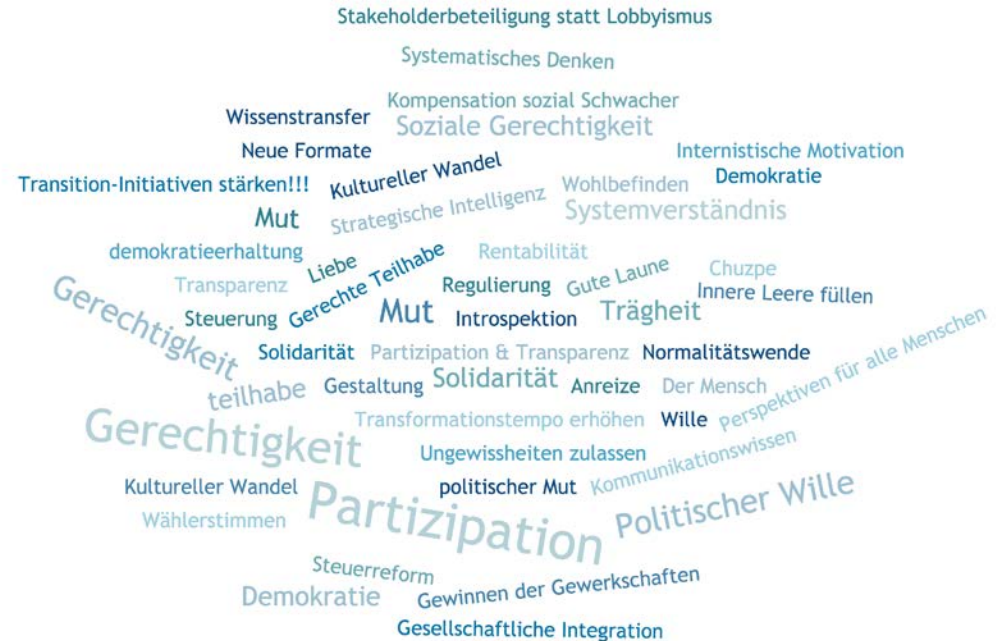 Stakeholderbeteiligung statt Lobbyismus
Systematisches Denken
Kompensation sozial Schwacher
Wissenstransfer
Soziale Gerechtigkeit
Neue Formate
Kultureller Wandel
Internistische Motivation
Transition-Initiativen stärken!!!
Wohlbefinden
Demokratie
Mut
Strategische Intelligenz
Systemverständnis
demokratieerhaltung
Liebe
Gerechte Teilhabe
Rentabilität
Transparenz
Regulierung
Gute Laune
Chuzpe
Innere Leere füllen
Gerechtigkeit
Steuerung
Mut
Introspektion
Trägheit
Solidarität
Partizipation & Transparenz
Normalitätswende
teilhabe
Gestaltung
Solidarität
Anreize
Der Mensch
Perspektiven für alle Menschen
Gerechtigkeit
Transformationstempo erhöhen
Wille
Ungewissheiten zulassen
Kommunikationswissen
Kultureller Wandel
politischer Mut
Wählerstimmen
Partizipation
Politischer Wille
Steuerreform
Demokratie
Gewinnen der Gewerkschaften
Gesellschaftliche Integration